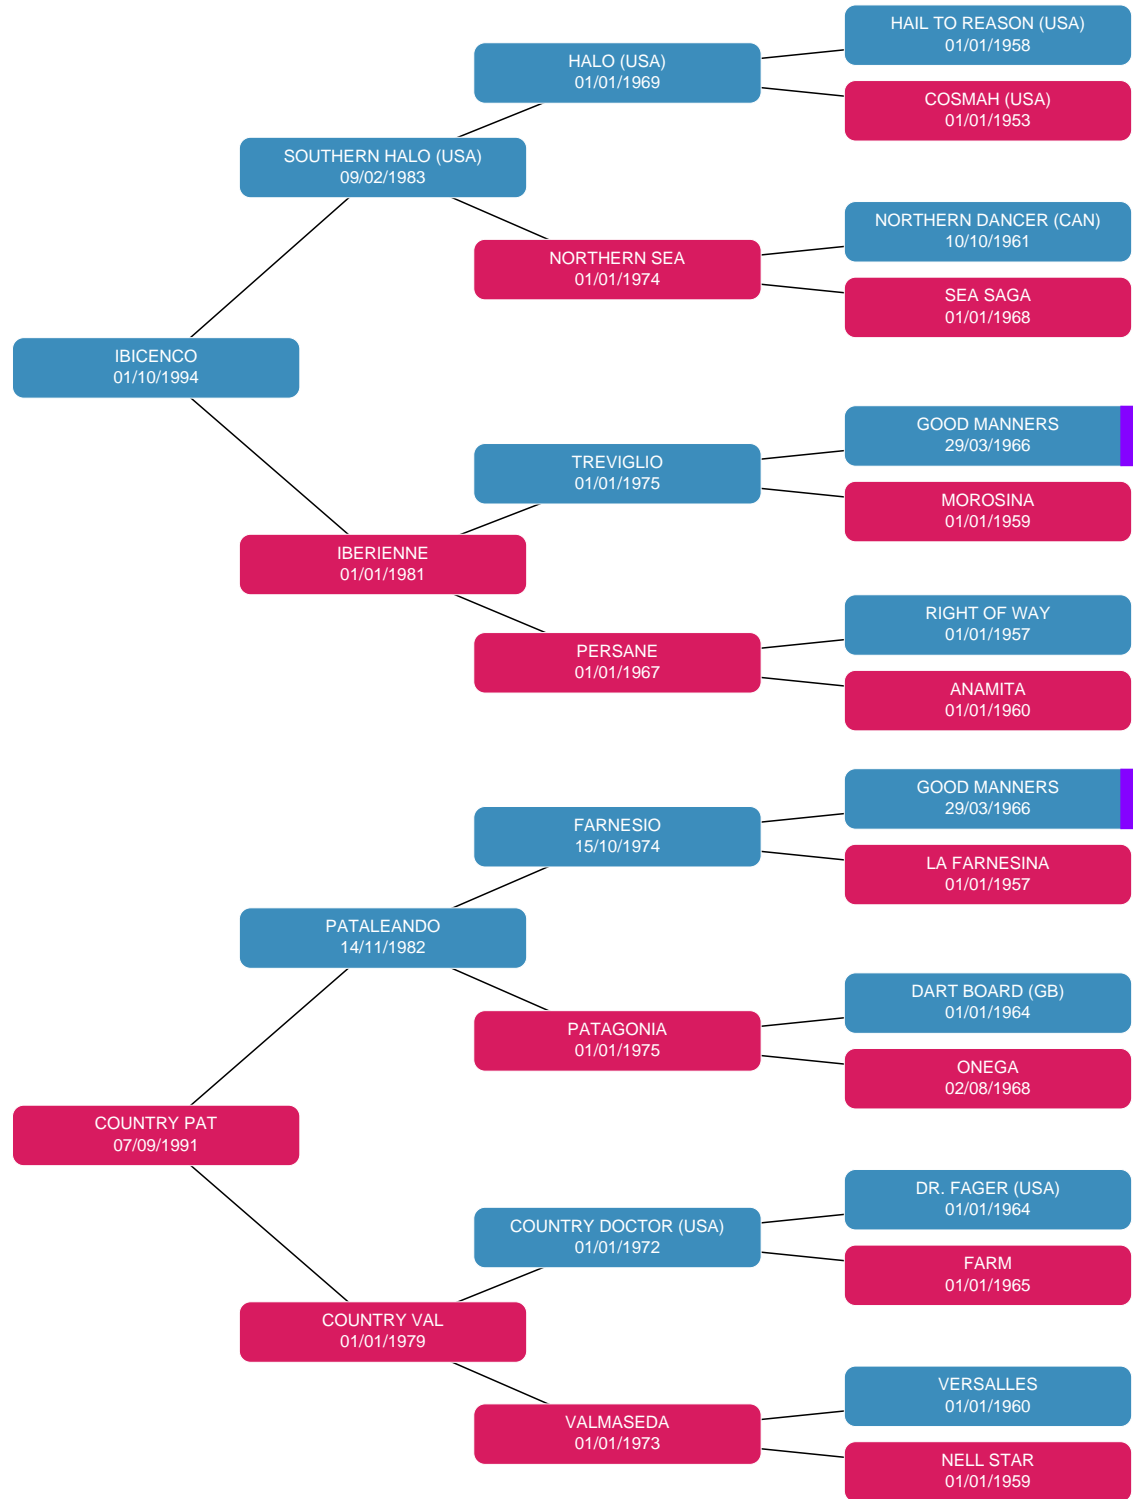 HAIL TO REASON (USA)
01/01/1958
HALO (USA)
01/01/1969
COSMAH (USA)
01/01/1953
SOUTHERN HALO (USA)
09/02/1983
NORTHERN DANCER (CAN)
10/10/1961
NORTHERN SEA
01/01/1974
SEA SAGA
01/01/1968
IBICENCO
01/10/1994
GOOD MANNERS
29/03/1966
TREVIGLIO
01/01/1975
MOROSINA
01/01/1959
IBERIENNE
01/01/1981
RIGHT OF WAY
01/01/1957
PERSANE
01/01/1967
ANAMITA
01/01/1960
GOOD MANNERS
29/03/1966
FARNESIO
15/10/1974
LA FARNESINA
01/01/1957
PATALEANDO
14/11/1982
DART BOARD (GB)
01/01/1964
PATAGONIA
01/01/1975
ONEGA
02/08/1968
COUNTRY PAT
07/09/1991
DR. FAGER (USA)
01/01/1964
COUNTRY DOCTOR (USA)
01/01/1972
FARM
01/01/1965
COUNTRY VAL
01/01/1979
VERSALLES
01/01/1960
VALMASEDA
01/01/1973
NELL STAR
01/01/1959